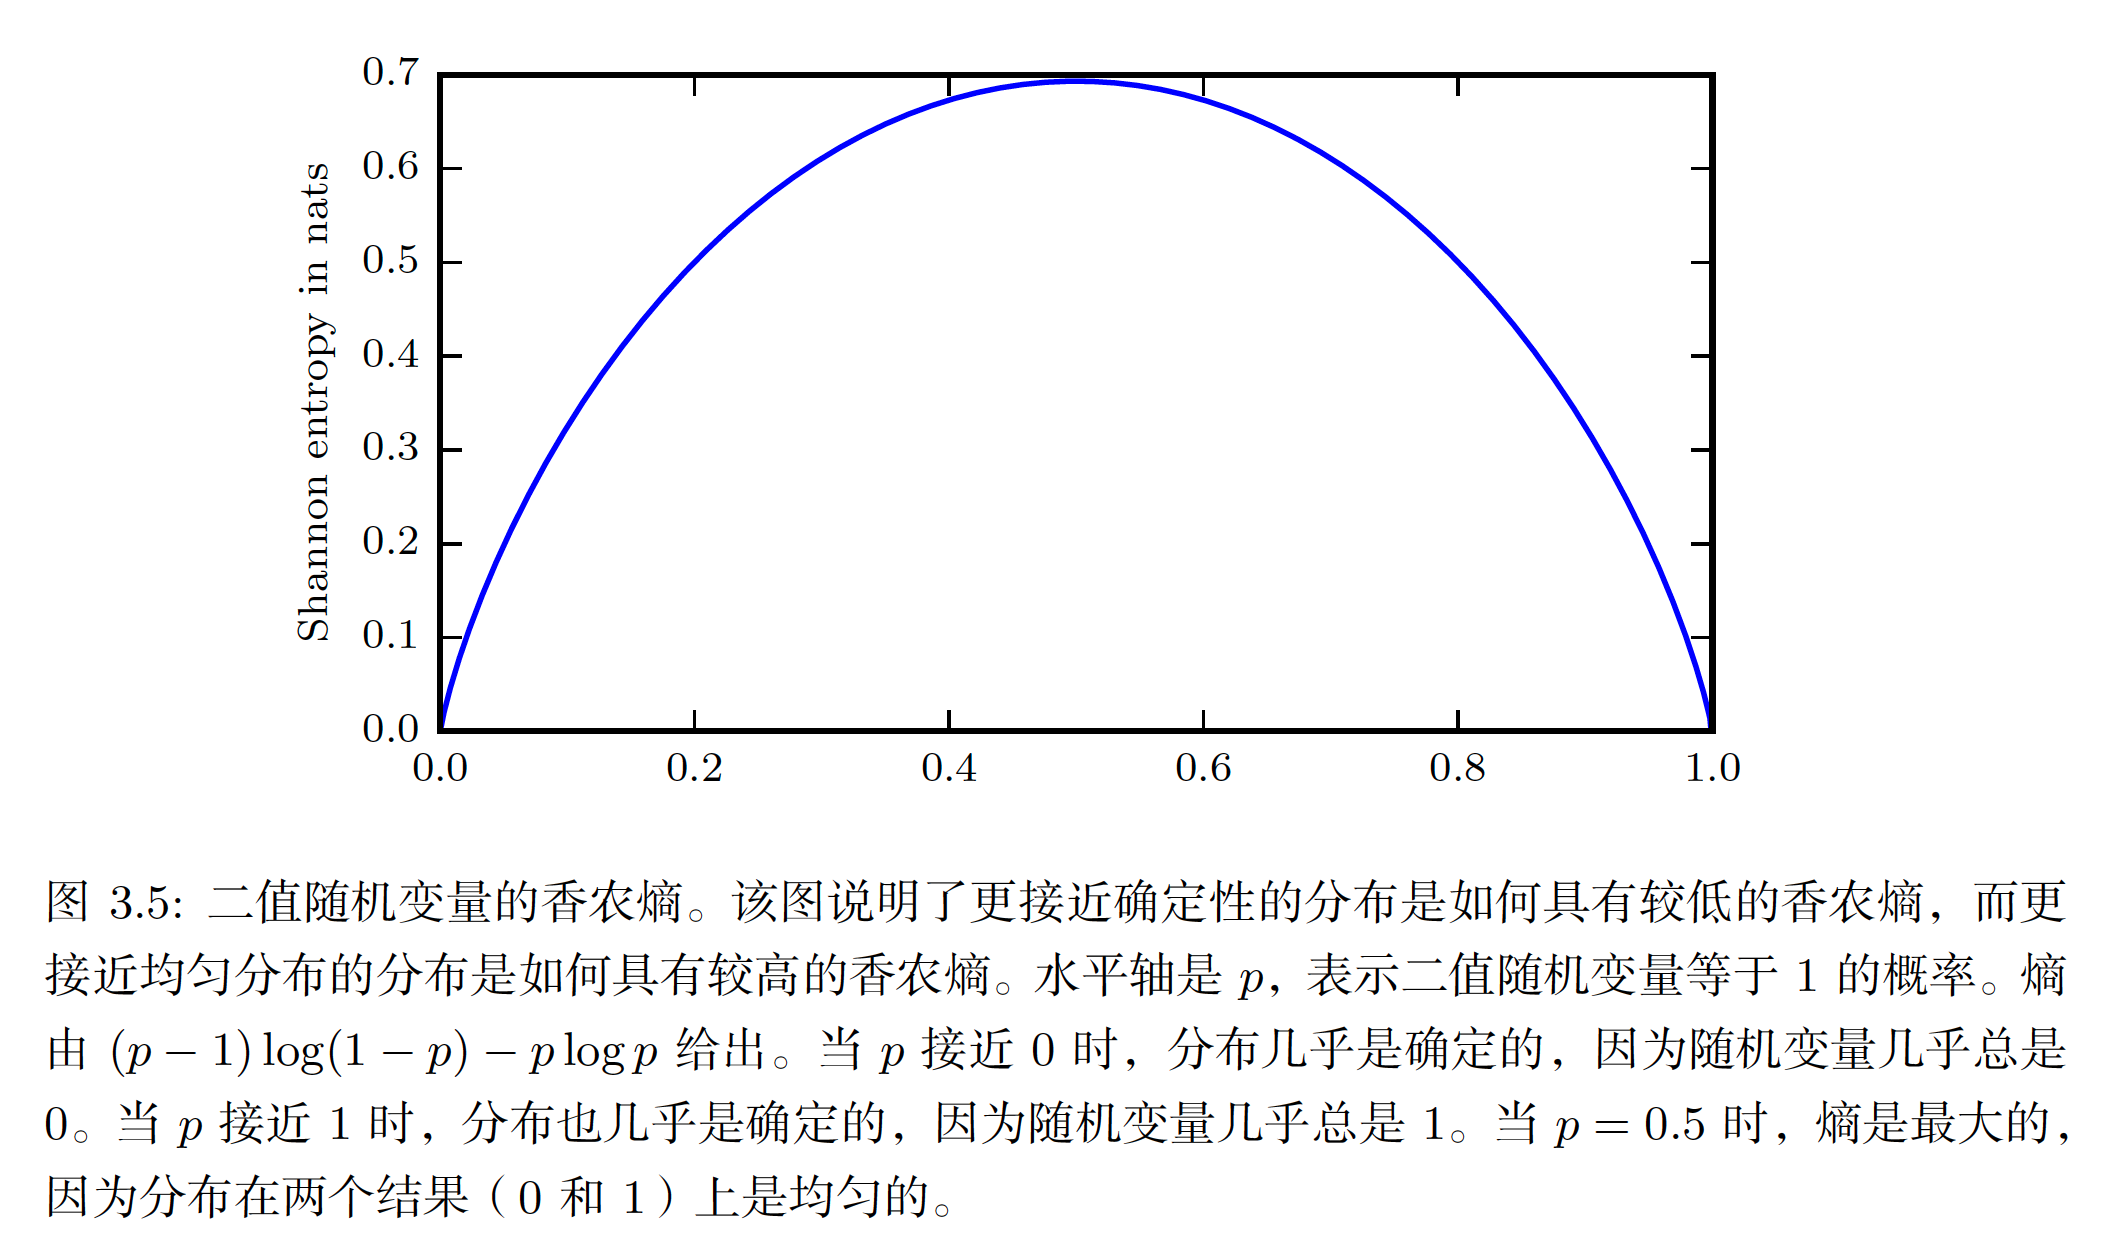 0.7
0.6
0.5
0.4
0.3
0.2
0.1
0.0
Shannon entropy in nats
0.0 0.2 0.4 0.6 0.8 1.0
图 3.5: 二值随机变量的香农熵。该图说明了更接近确定性的分布是如何具有较低的香农熵，而更
接近均匀分布的分布是如何具有较高的香农熵。水平轴是 p，表示二值随机变量等于 1 的概率。熵
由 (p − 1) log(1 − p) − p log p 给出。当 p 接近 0 时，分布几乎是确定的，因为随机变量几乎总是
0。当 p 接近 1 时，分布也几乎是确定的，因为随机变量几乎总是 1。当 p = 0.5 时，熵是最大的，
因为分布在两个结果（0 和 1）上是均匀的。